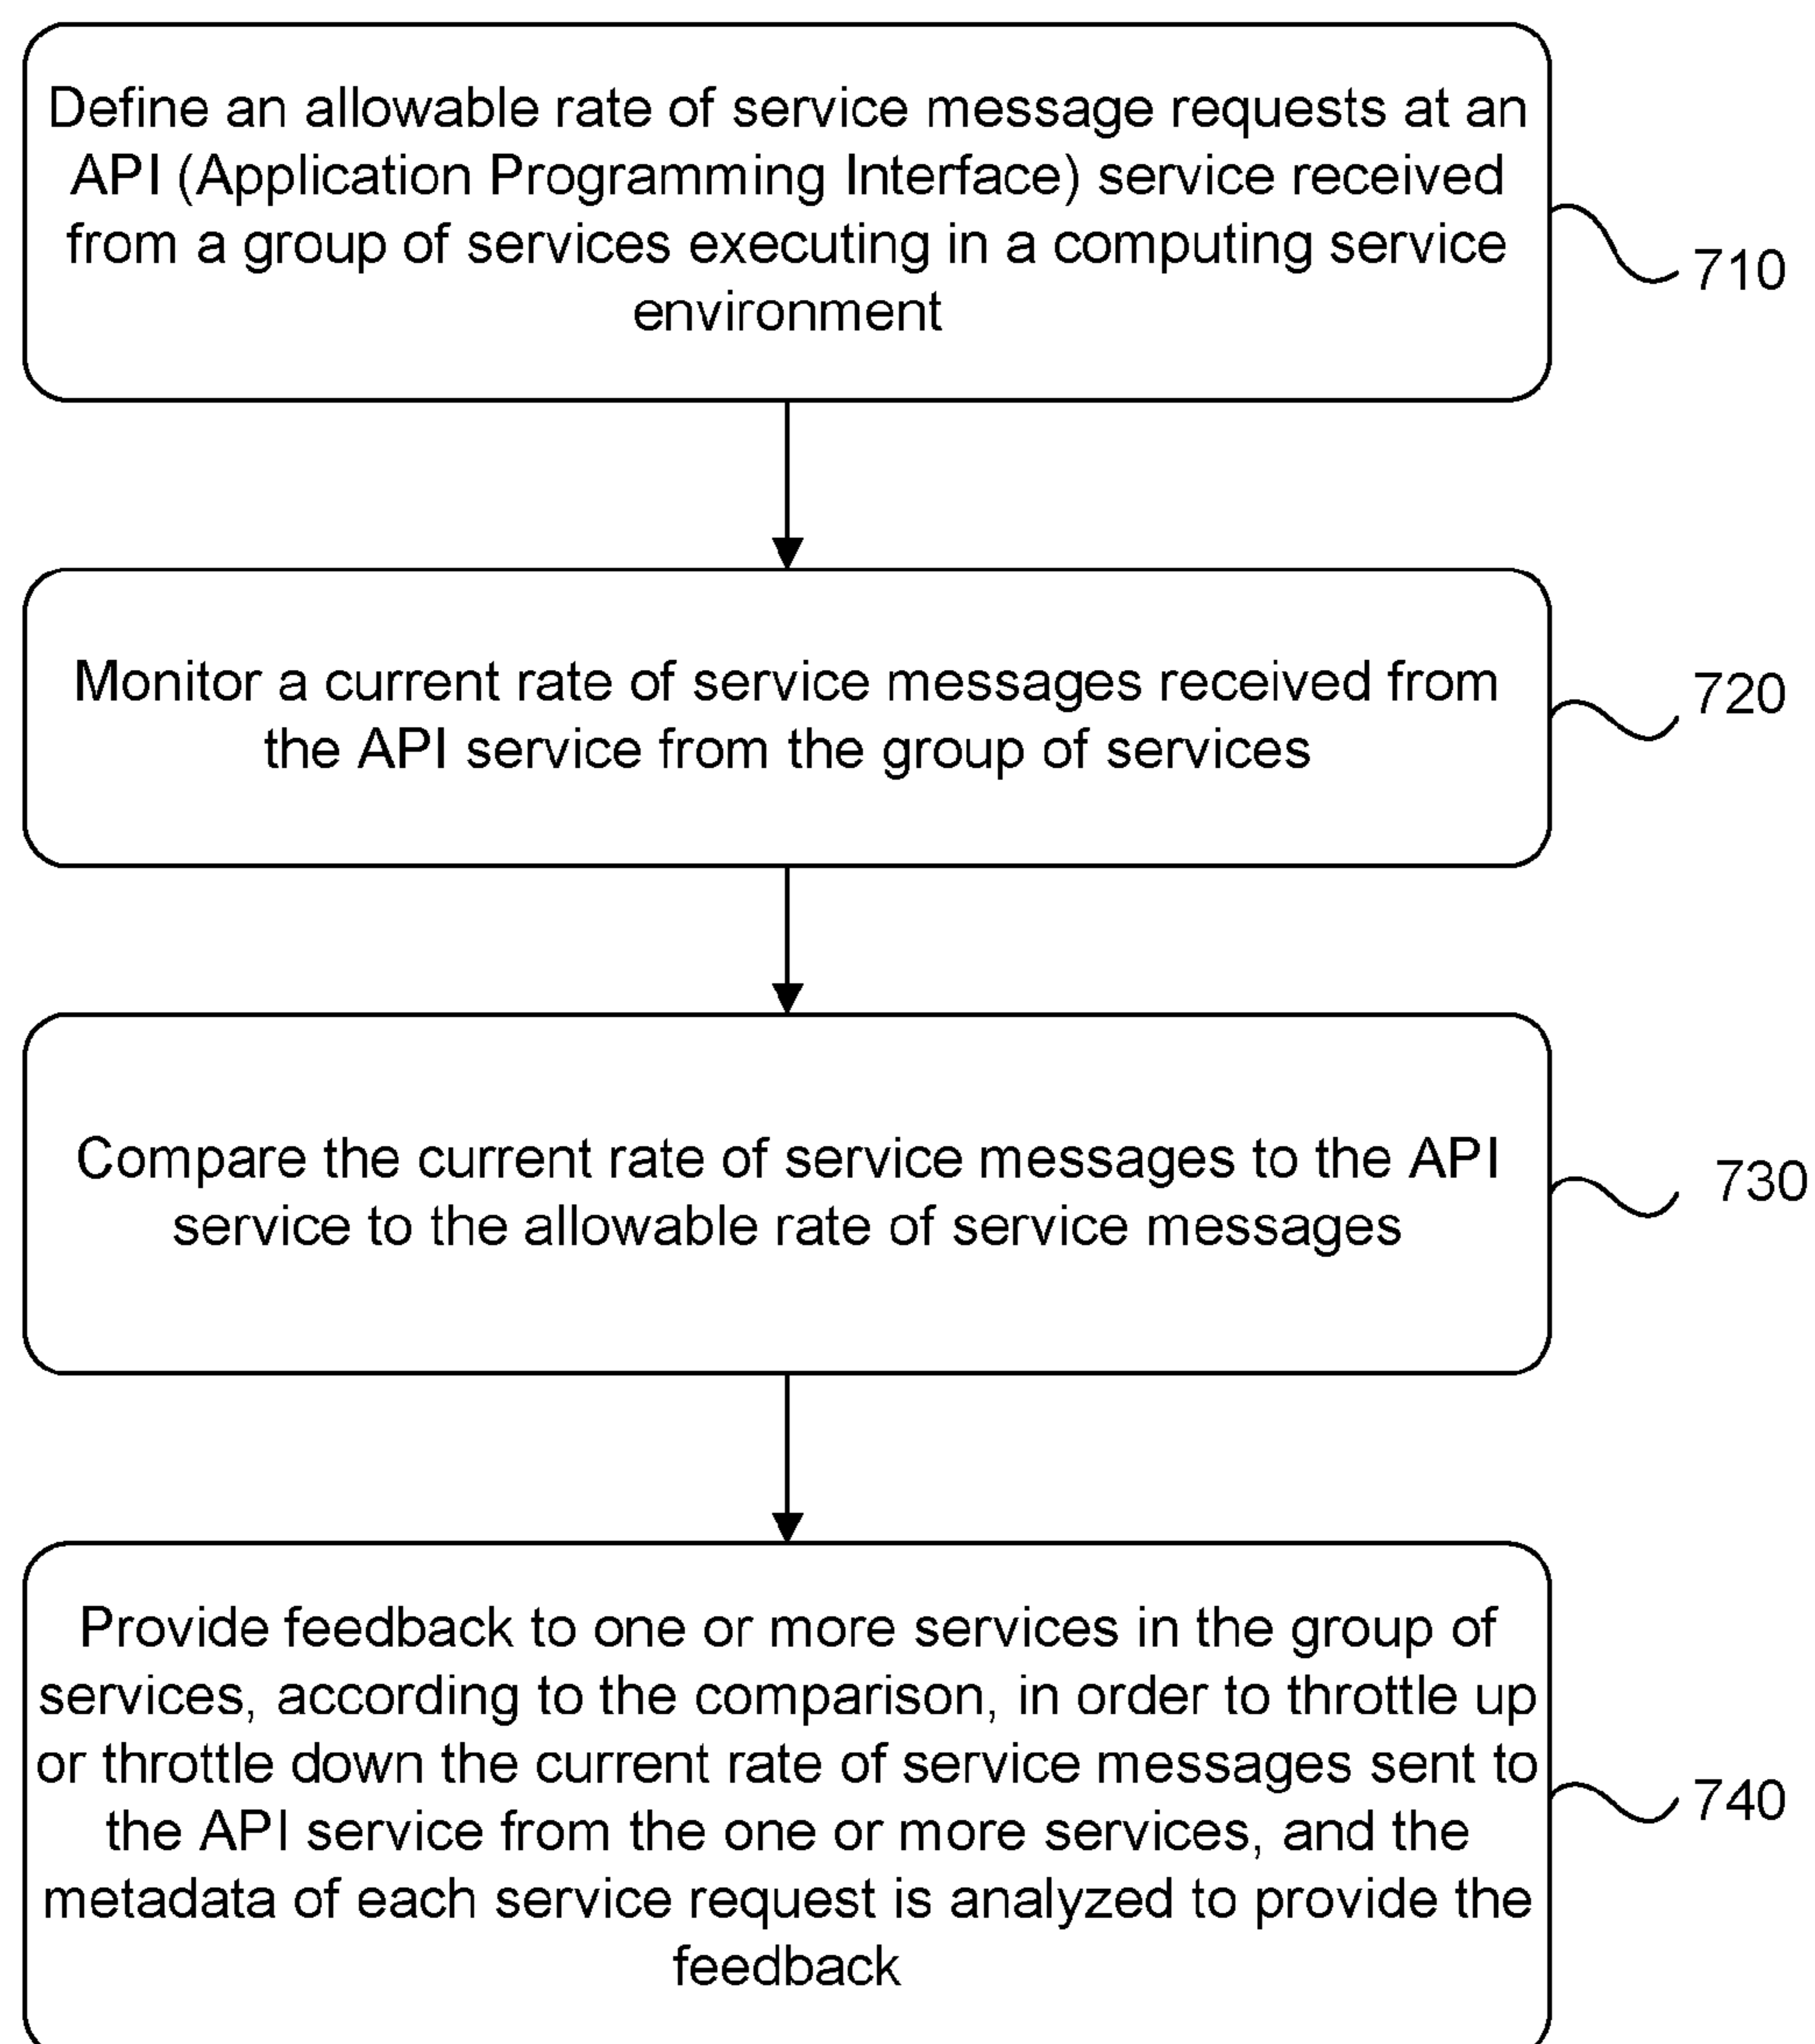 Define an allowable rate of service message requests at an
API (Application Programming Interface) service received
from a group of services executing in a computing service
environment
710
Monitor a current rate of service messages received from
the API service from the group of services
720
Compare the current rate of service messages to the API
service to the allowable rate of service messages
730
Provide feedback to one or more services in the group of
services, according to the comparison, in order to throttle up
or throttle down the current rate of service messages sent to
the API service from the one or more services, and the
metadata of each service request is analyzed to provide the
feedback
740